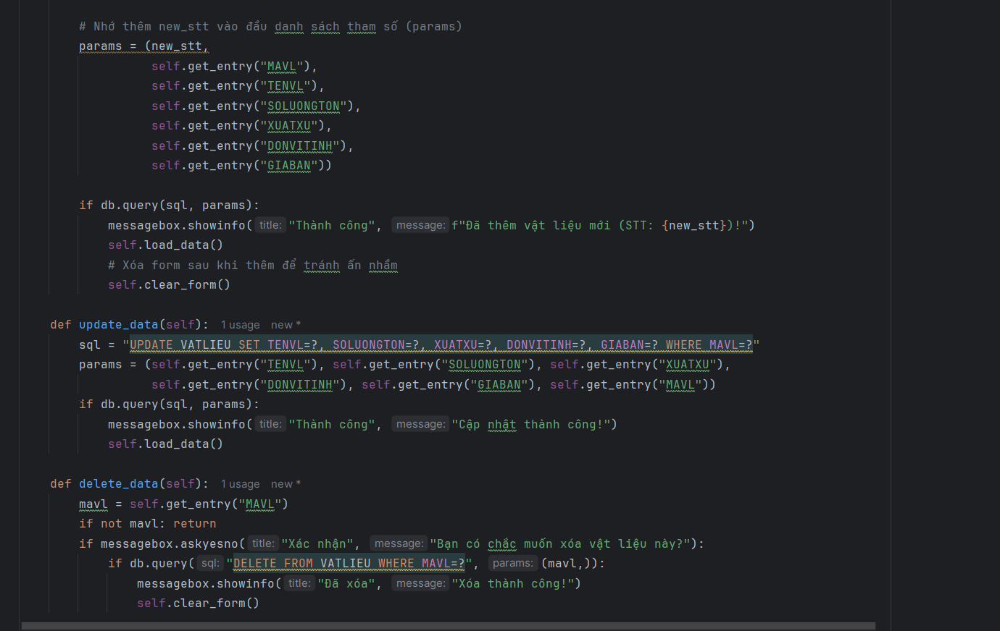 # Nhớ thêm new_stt vào đầu danh sách tham số (params)
params = (new_stt,
self.get_entry("MAVL"),
self.get_entry("TENVL"),
self.get_entry("SOLUONGTON"),
self.get_entry("XUATXU"),
self.get_entry("DONVITINH"),
self.get_entry("GIABAN"))
if db.query(sql, params):
messagebox.showinfo( title: "Thành công", message: f"Đã thêm vật liệu mới (STT: {new_stt})!")
self.load_data()
# Xóa form sau khi thêm để tránh ấn nhầm
self.clear_form()
def update_data(self): 1 usage new *
sql = "UPDATE VATLIEU SET TENVL=?, SOLUONGTON=?, XUATXU=?, DONVITINH=?, GIABAN=? WHERE MAVL=?"
params = (self.get_entry("TENVL"), self.get_entry("SOLUONGTON"), self.get_entry("XUATXU"),
self.get_entry("DONVITINH"), self.get_entry("GIABAN"), self.get_entry("MAVL"))
if db.query(sql, params):
messagebox.showinfo( title: "Thành công", message: "Cập nhật thành công!")
self.load_data()
def delete_data(self): 1 usage new *
mavl = self.get_entry("MAVL")
if not mavl: return
if messagebox.askyesno( title: "Xác nhận", message: "Bạn có chắc muốn xóa vật liệu này?"):
if db.query( sql: "DELETE FROM VATLIEU WHERE MAVL=?", params: (mavl,)):
messagebox.showinfo( title: "Đã xóa", message: "Xóa thành công!")
self.clear_form()